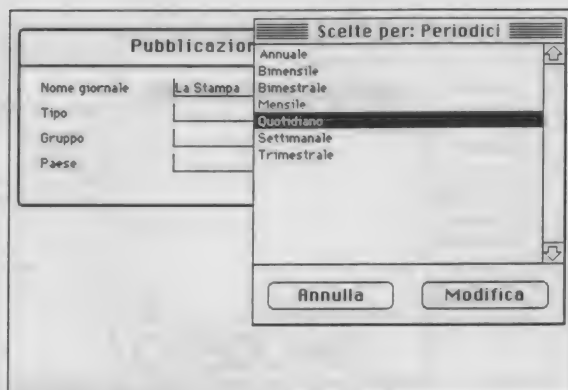 Pubblicazion
Nome giornale La Stampa
Tipo
Gruppo
Paese
Scelte per: Periodici
Annuale
Bimensile
Bimestrale
Mensile
Quotidiano
Settimanale
Trimestrale
Annulla Modifica